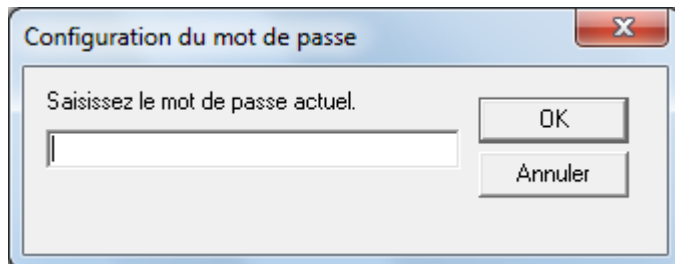 Configuration du mot de passe
Saisissez le mot de passe actuel.
OK
Annuler